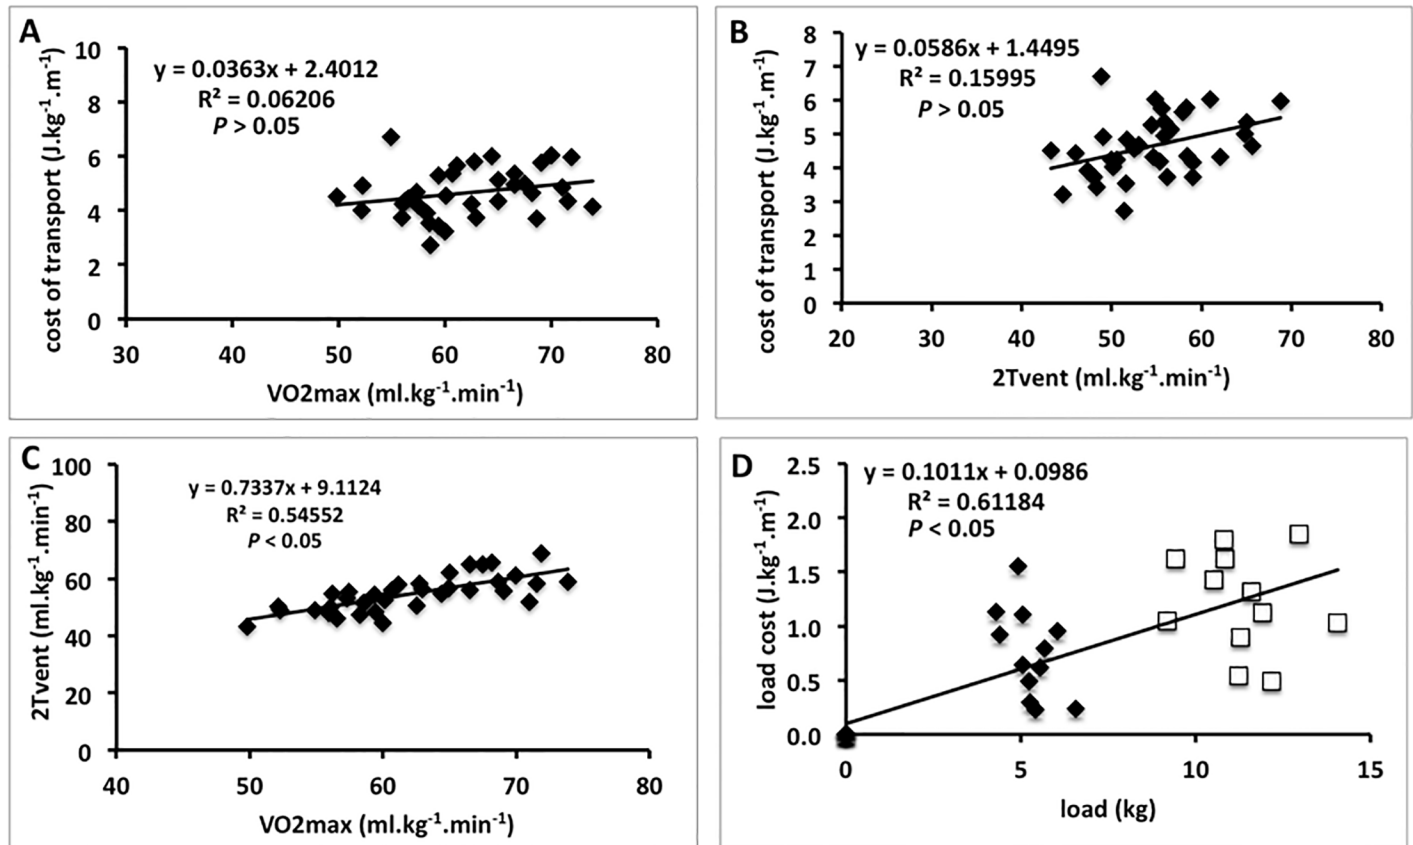 A
cost of transport (J.kg⁻¹.m⁻¹)
10
8
6
4
2
0
y = 0.0363x + 2.4012
R² = 0.06206
P > 0.05
30 40 50 60 70 80
VO2max (ml.kg⁻¹.min⁻¹)
B
cost of transport (J.kg⁻¹.m⁻¹)
8
7
6
5
4
3
2
1
0
y = 0.0586x + 1.4495
R² = 0.15995
P > 0.05
20 30 40 50 60 70 80
2Tvent (ml.kg⁻¹.min⁻¹)
C
2Tvent (ml.kg⁻¹.min⁻¹)
100
80
60
40
20
0
y = 0.7337x + 9.1124
R² = 0.54552
P < 0.05
40 50 60 70 80
VO2max (ml.kg⁻¹.min⁻¹)
D
load cost (J.kg⁻¹.m⁻¹)
2.5
2.0
1.5
1.0
0.5
0.0
y = 0.1011x + 0.0986
R² = 0.61184
P < 0.05
0 5 10 15
load (kg)